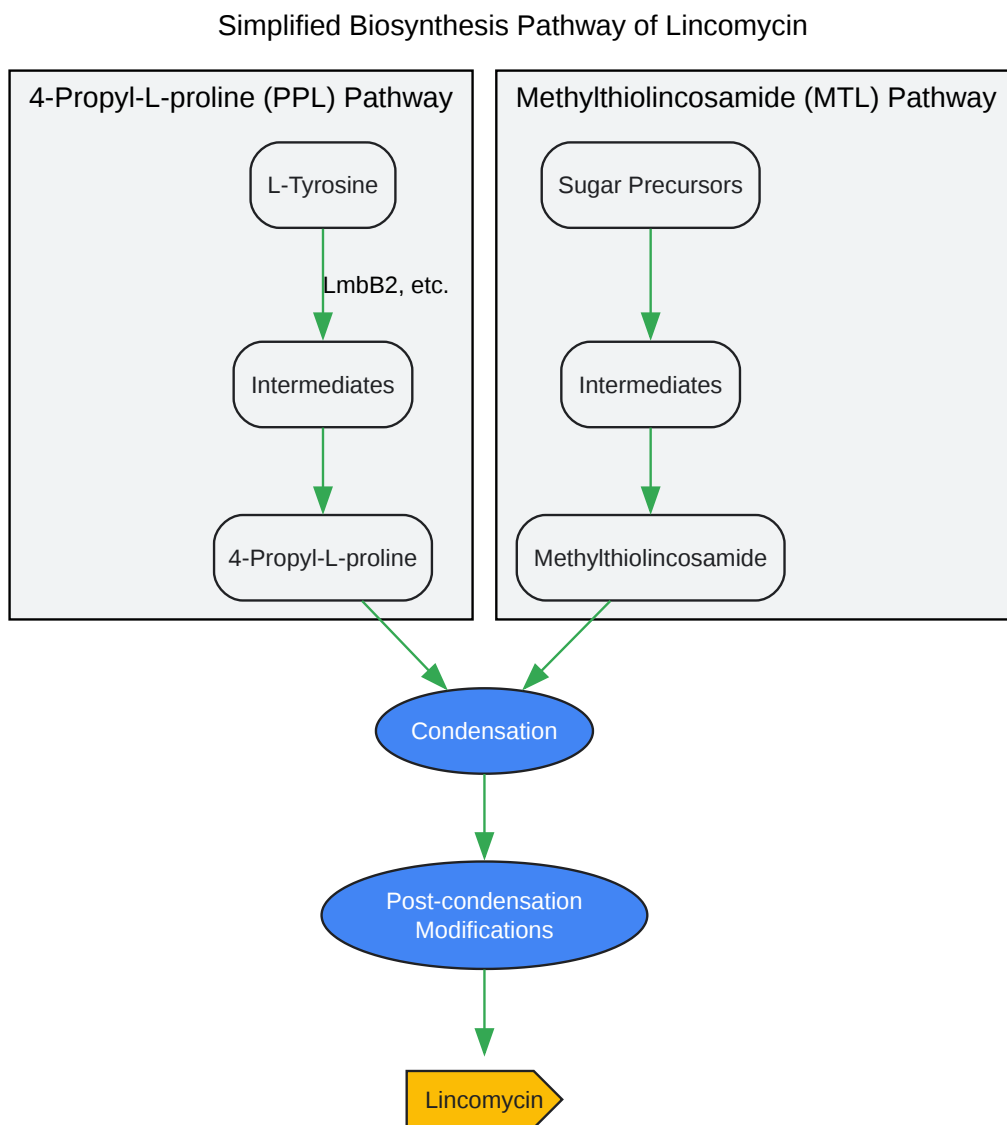 Simplified Biosynthesis Pathway of Lincomycin
4-Propyl-L-proline (PPL) Pathway
L-Tyrosine
LmbB2, etc.
Intermediates
4-Propyl-L-proline
Methylthiolincosamide (MTL) Pathway
Sugar Precursors
Intermediates
Methylthiolincosamide
Condensation
Post-condensation
Modifications
Lincomycin